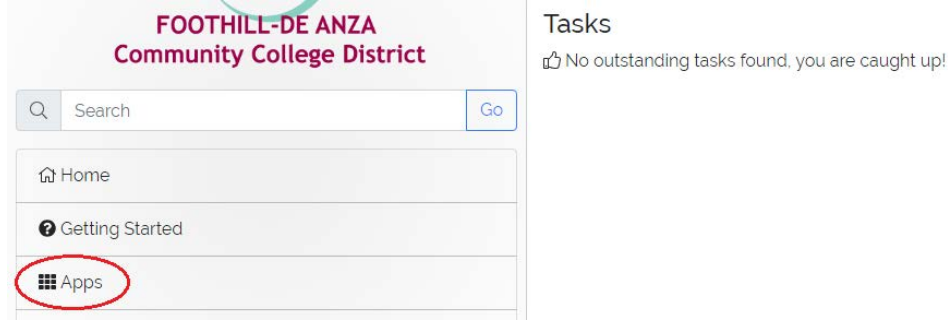 FOOTHILL-DE ANZA
Community College District
Search
Go
Home
Getting Started
Apps
Tasks
No outstanding tasks found, you are caught up!